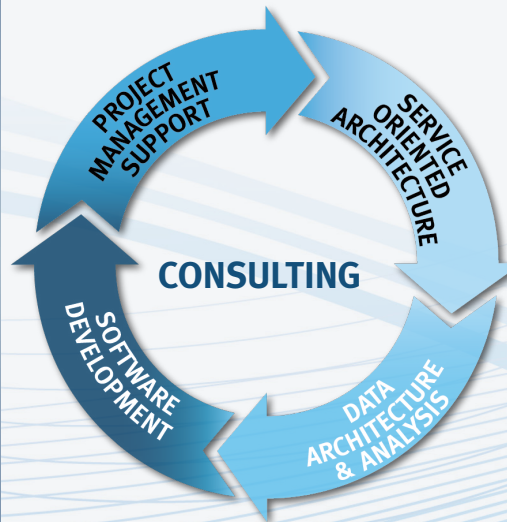 PROJECT
MANAGEMENT
SUPPORT
SERVICE
ORIENTED
ARCHITECTURE
CONSULTING
SOFTWARE
DEVELOPMENT
DATA
ARCHITECTURE
& ANALYSIS